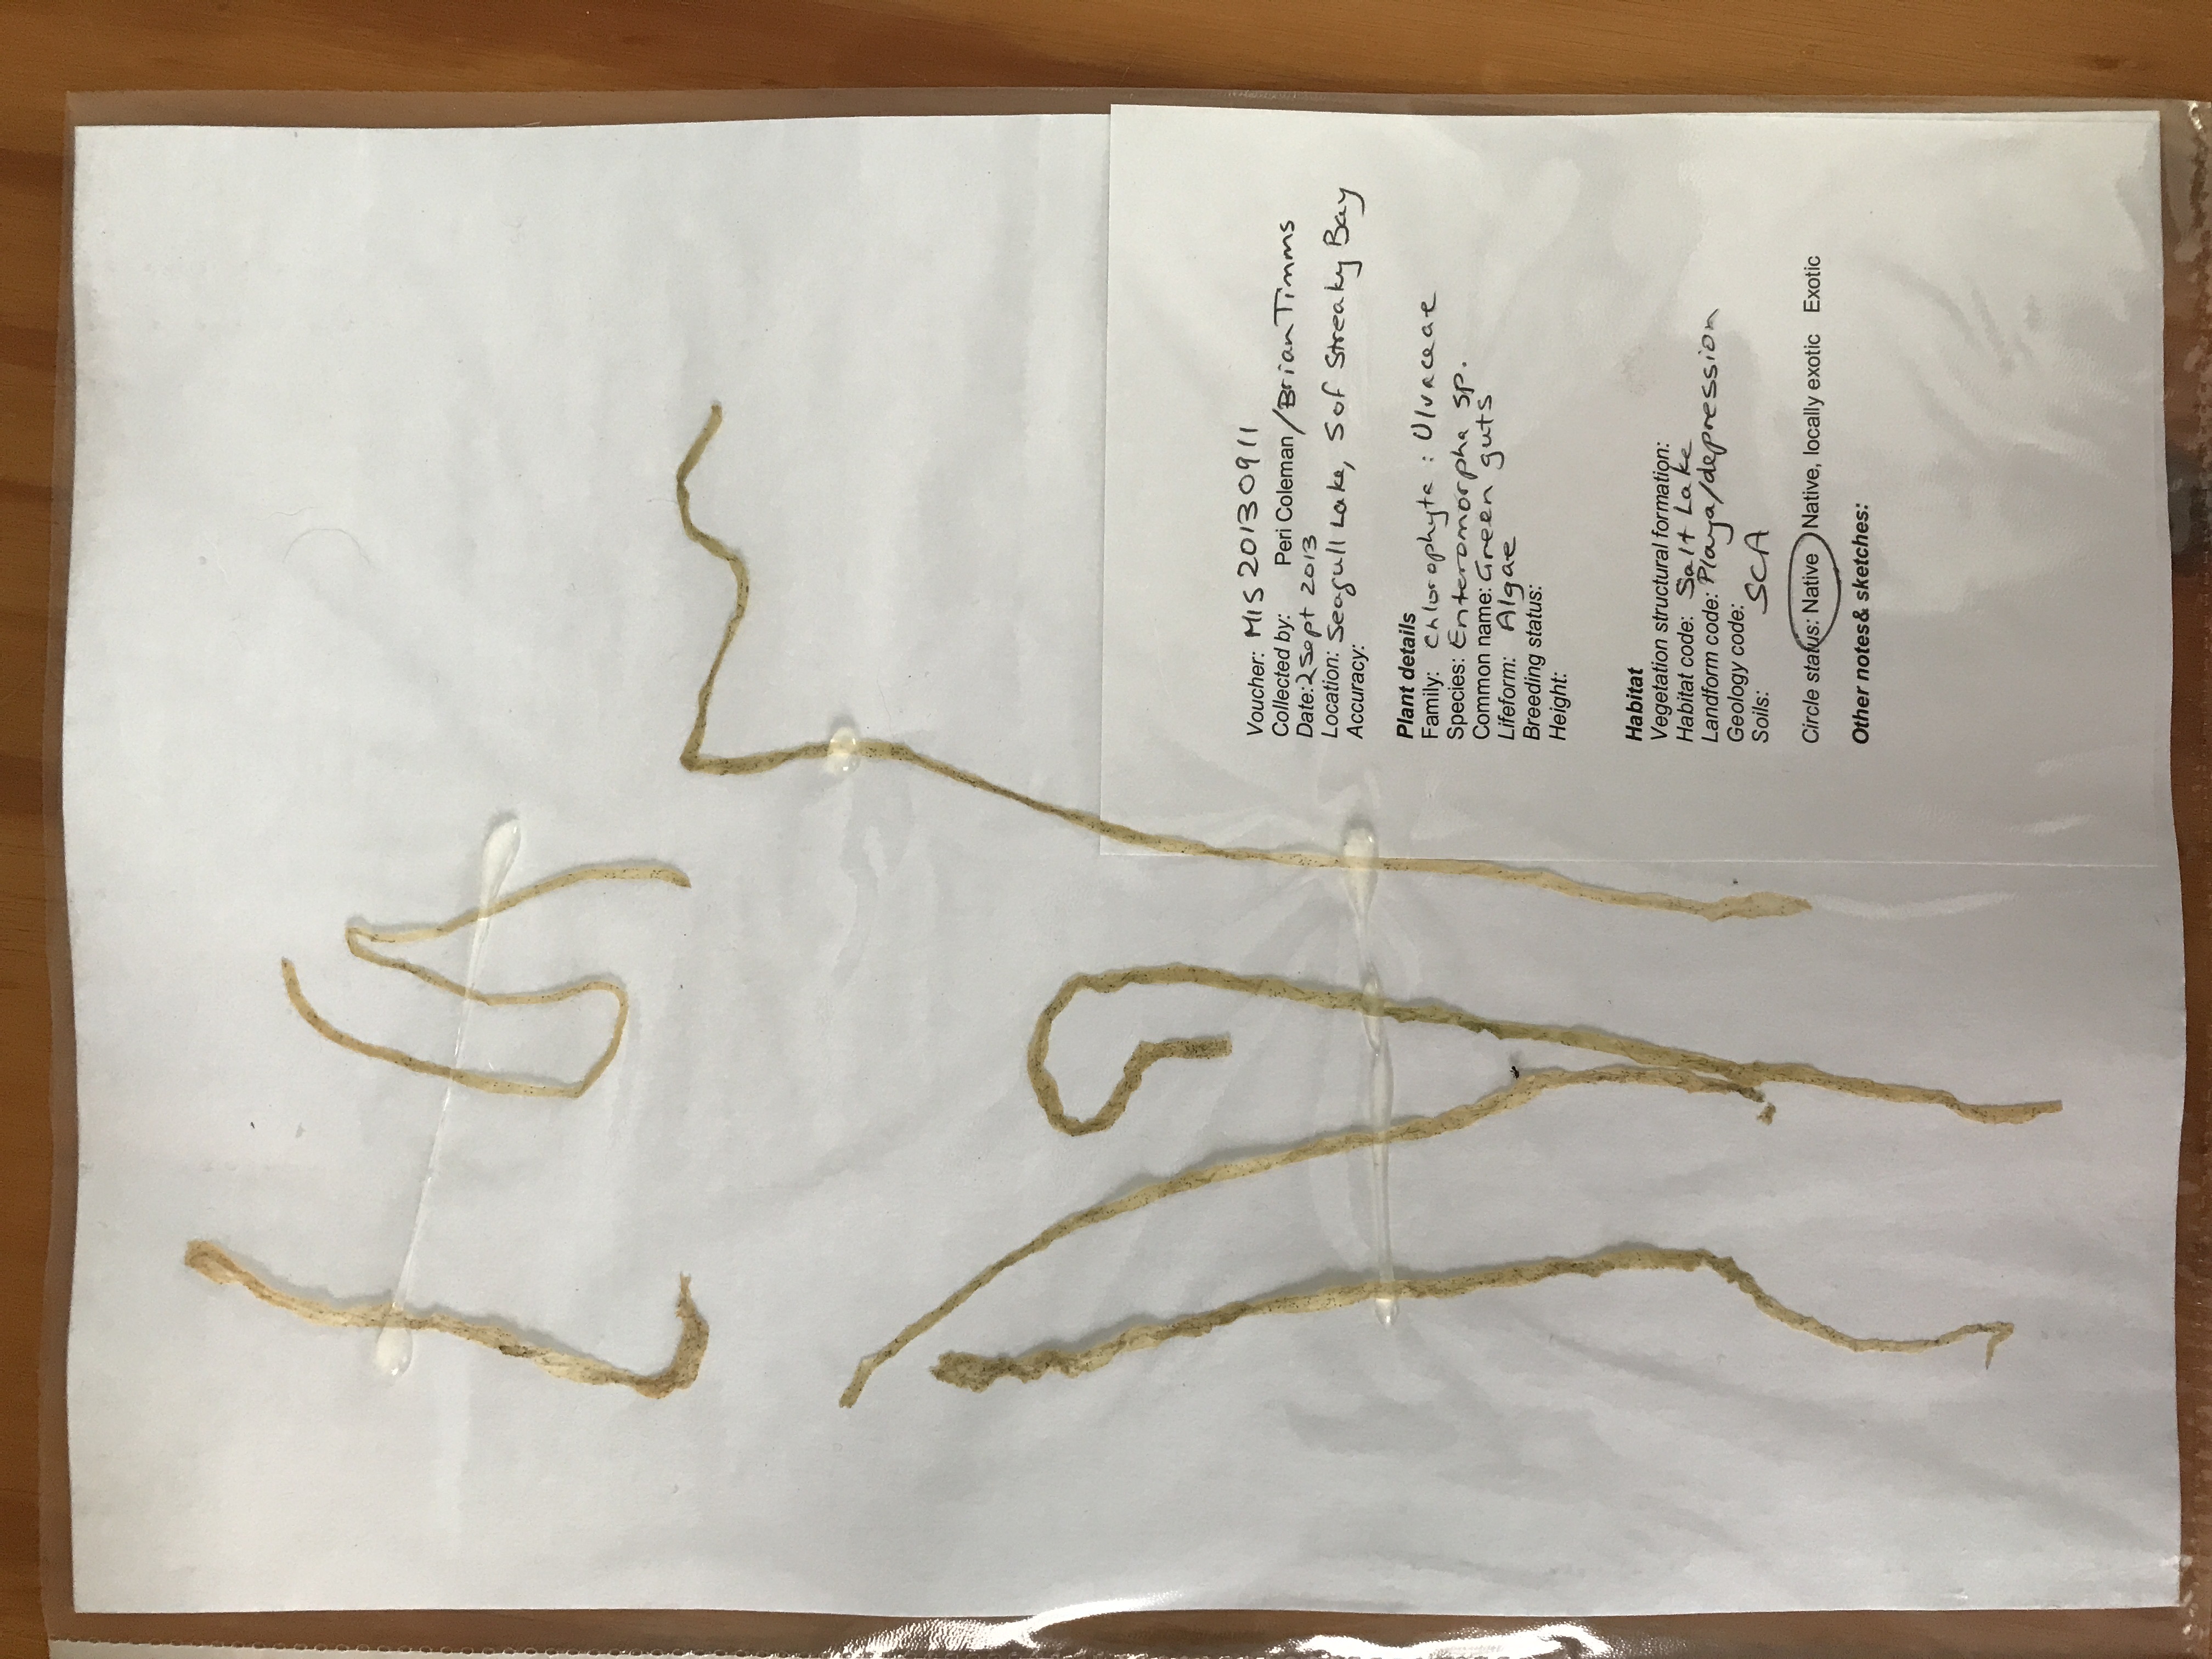 Voucher: MIS 20130911
Collected by: Peri Coleman / Brian Timms
Date: 2 Sept 2013
Location: Seagull Lake, S of Streaky Bay
Accuracy:
Plant details
Family: Chlorophyta : Ulvaceae
Species: Enteromorpha sp.
Common name: Green guts
Lifeform: Algae
Breeding status:
Height:
Habitat
Vegetation structural formation:
Habitat code: Salt Lake
Landform code: Playa/depression
Geology code:
Soils: SCA
Circle status: Native Native, locally exotic Exotic
Other notes& sketches: